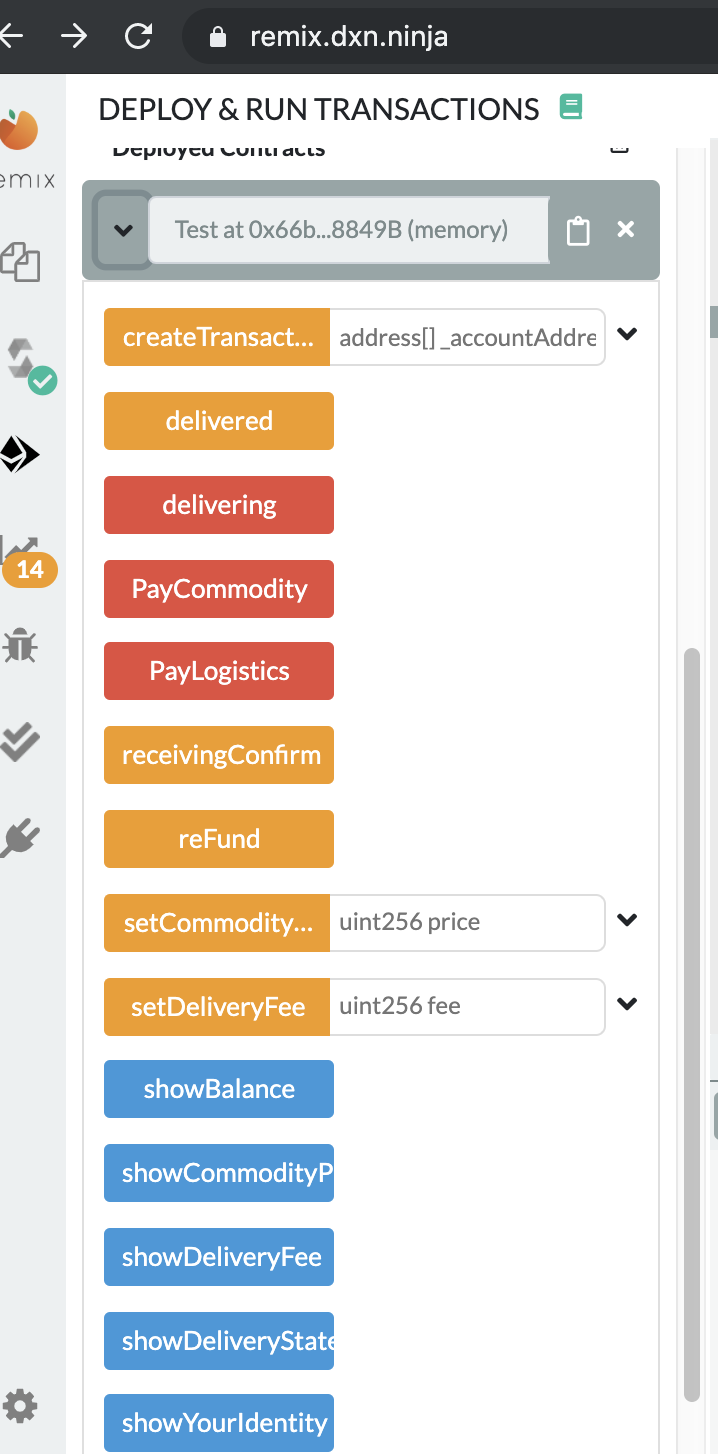 remix.dxn.ninja
DEPLOY & RUN TRANSACTIONS
Deployed Contracts
emix
Test at 0x66b...8849B (memory)
createTransact... address[] _accountAddre
delivered
delivering
14
PayCommodity
PayLogistics
receivingConfirm
reFund
setCommodity... uint256 price
setDeliveryFee uint256 fee
showBalance
showCommodityP
showDeliveryFee
showDeliveryState
showYourIdentity